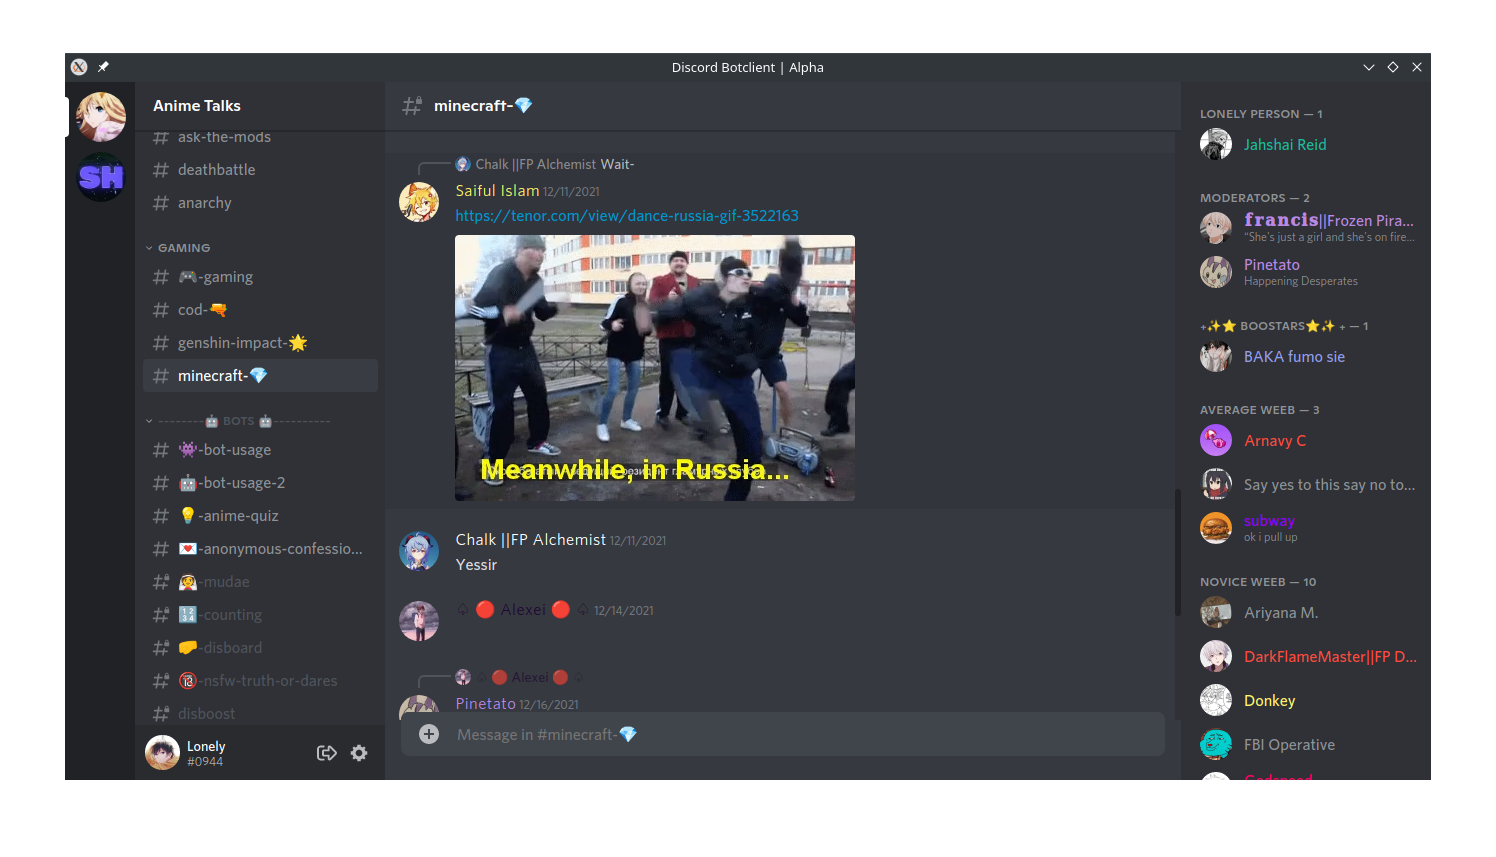 Discord Botclient | Alpha
SH
Anime Talks
ask-the-mods
deathbattle
anarchy
GAMING
🎮-gaming
cod-🔫
genshin-impact-🌟
minecraft-💎
--------🤖 BOTS 🤖----------
👾-bot-usage
🤖-bot-usage-2
💡-anime-quiz
💌-anonymous-confessio...
👰-mudae
🔢-counting
🤛-disboard
🔞-nsfw-truth-or-dares
disboost
Lonely
#0944
minecraft-💎
Chalk ||FP Alchemist Wait-
Saiful Islam 12/11/2021
https://tenor.com/view/dance-russia-gif-3522163
Meanwhile, in Russia...
Chalk ||FP Alchemist 12/11/2021
Yessir
♤ 🔴 Alexei 🔴 ♤ 12/14/2021
♤ 🔴 Alexei 🔴 ♤
Pinetato 12/16/2021
Message in #minecraft-💎
LONELY PERSON — 1
Jahshai Reid
MODERATORS — 2
𝖋𝖗𝖆𝖓𝖈𝖎𝖘||Frozen Pira...
"She's just a girl and she's on fire...
Pinetato
Happening Desperates
+✨⭐ BOOSTARS⭐✨ + — 1
BAKA fumo sie
AVERAGE WEEB — 3
Arnavy C
Say yes to this say no to...
subway
ok i pull up
NOVICE WEEB — 10
Ariyana M.
DarkFlameMaster||FP D...
Donkey
FBI Operative